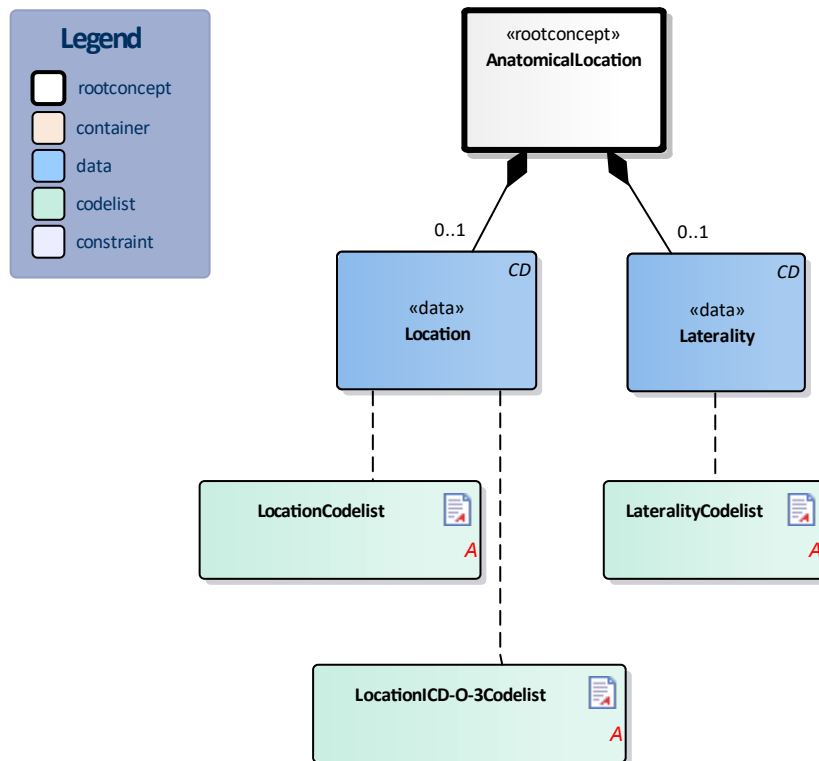 Legend
rootconcept
container
data
codelist
constraint
«rootconcept»
AnatomicalLocation
0..1
0..1
CD
«data»
Location
CD
«data»
Laterality
LocationCodelist
A
LateralityCodelist
A
LocationICD-O-3Codelist
A